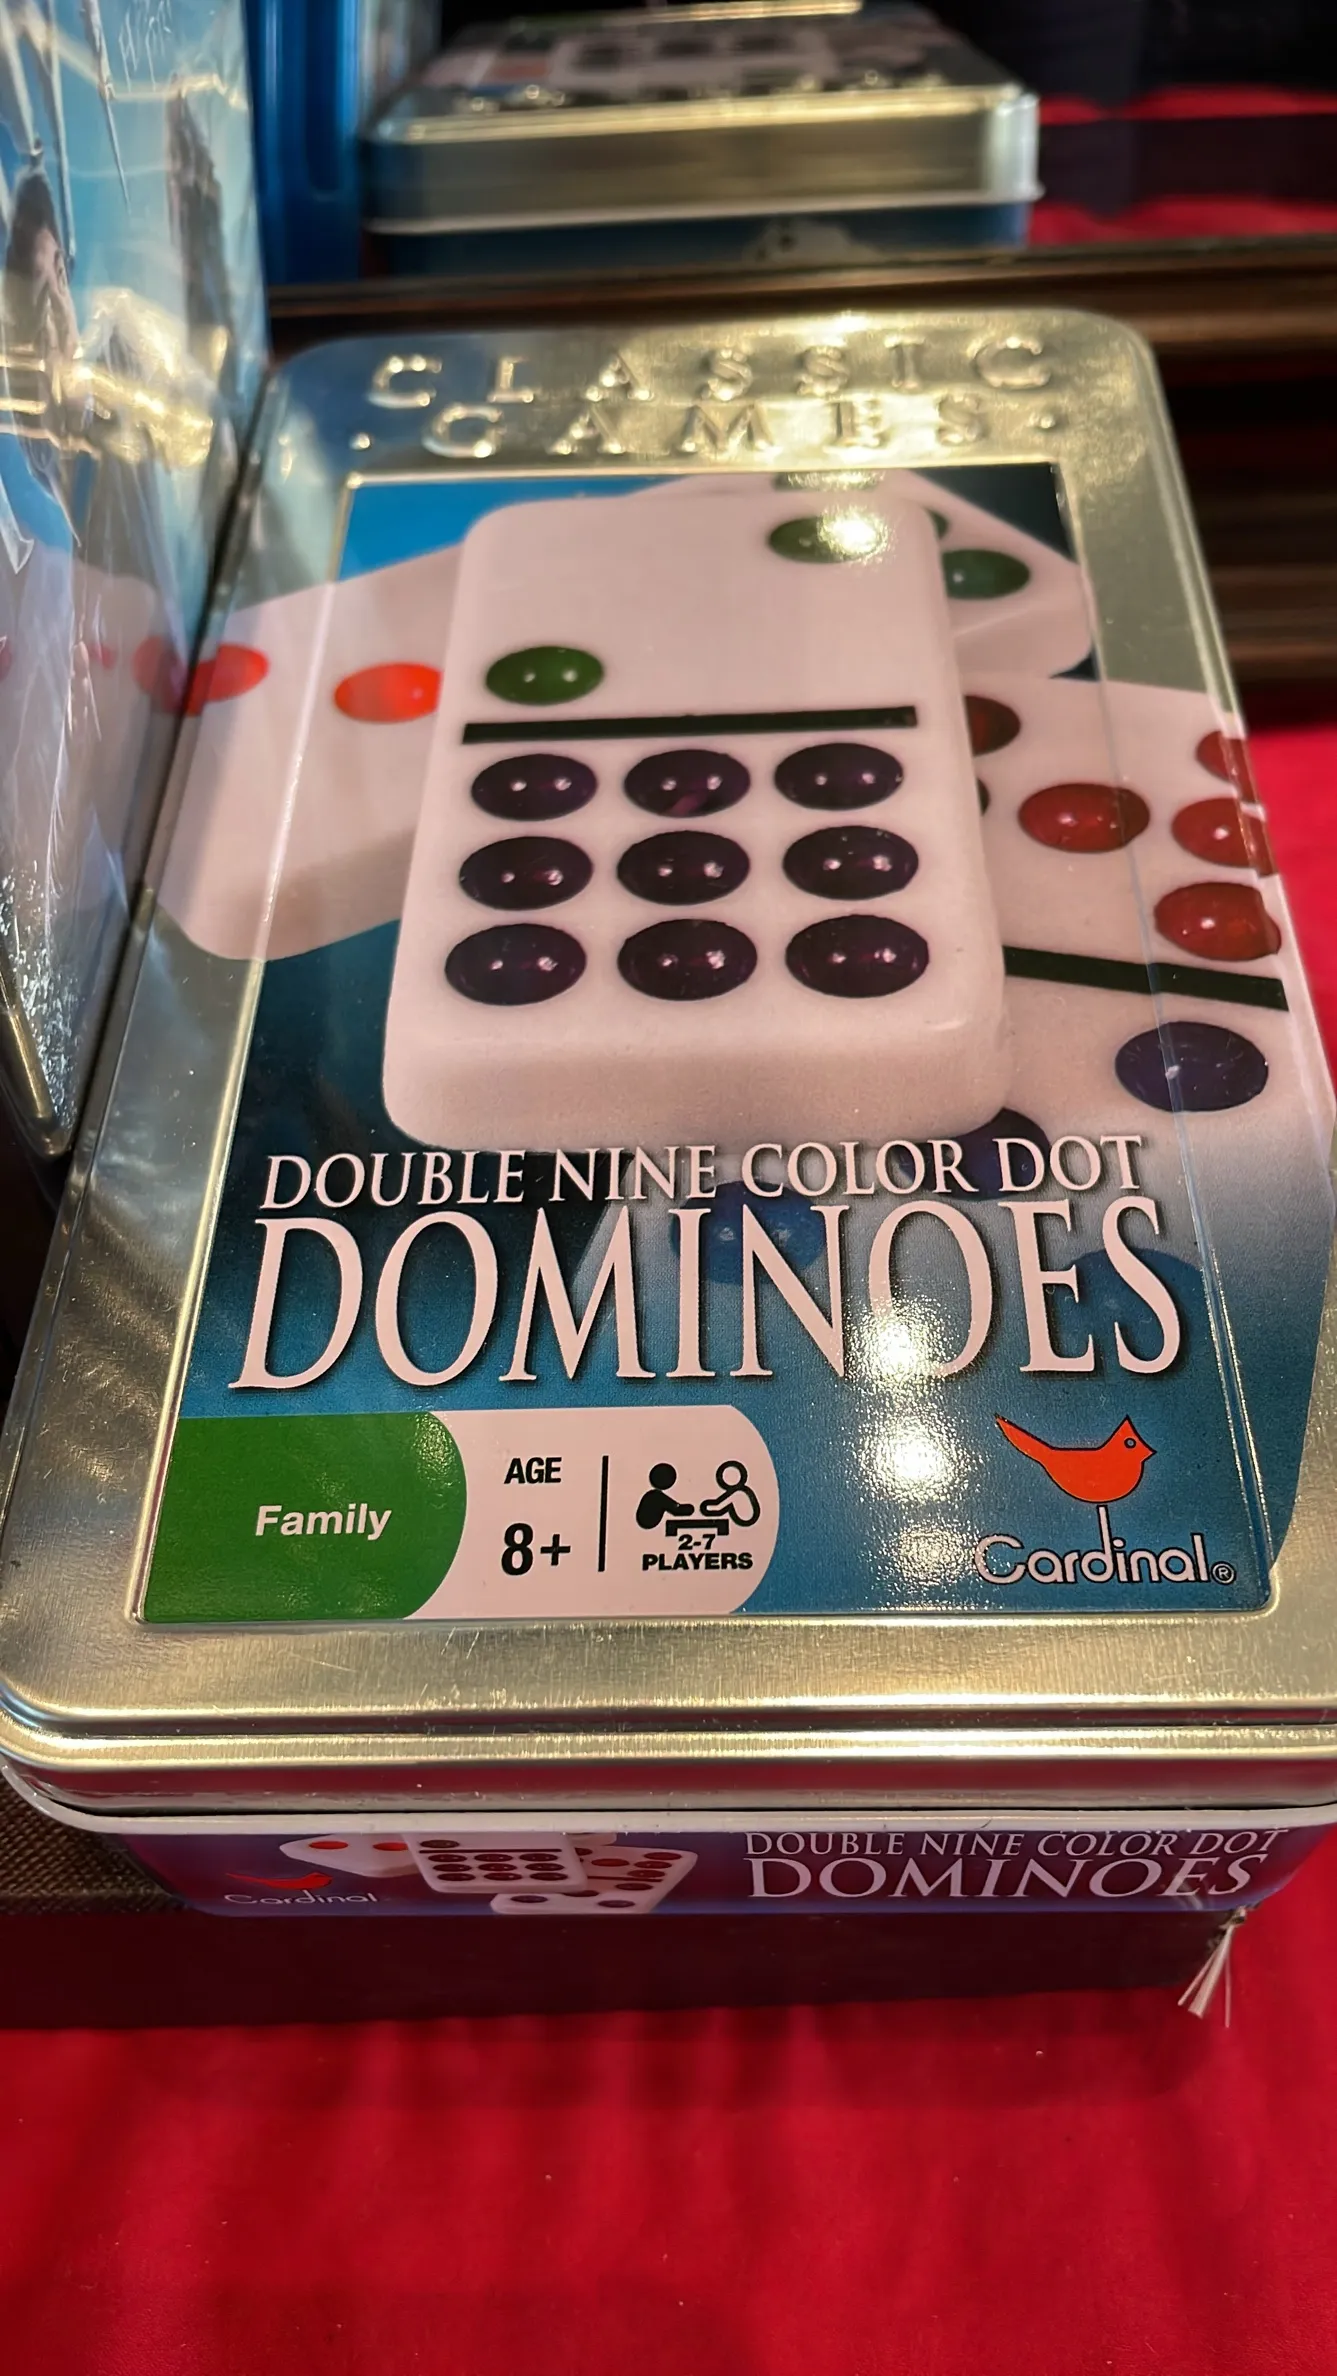 CLASSIC
· GAMES ·
DOUBLE NINE COLOR DOT
DOMINOES
Family
AGE
8+
2-7
PLAYERS
Cardinal®
Cardinal
DOUBLE NINE COLOR DOT
DOMINOES